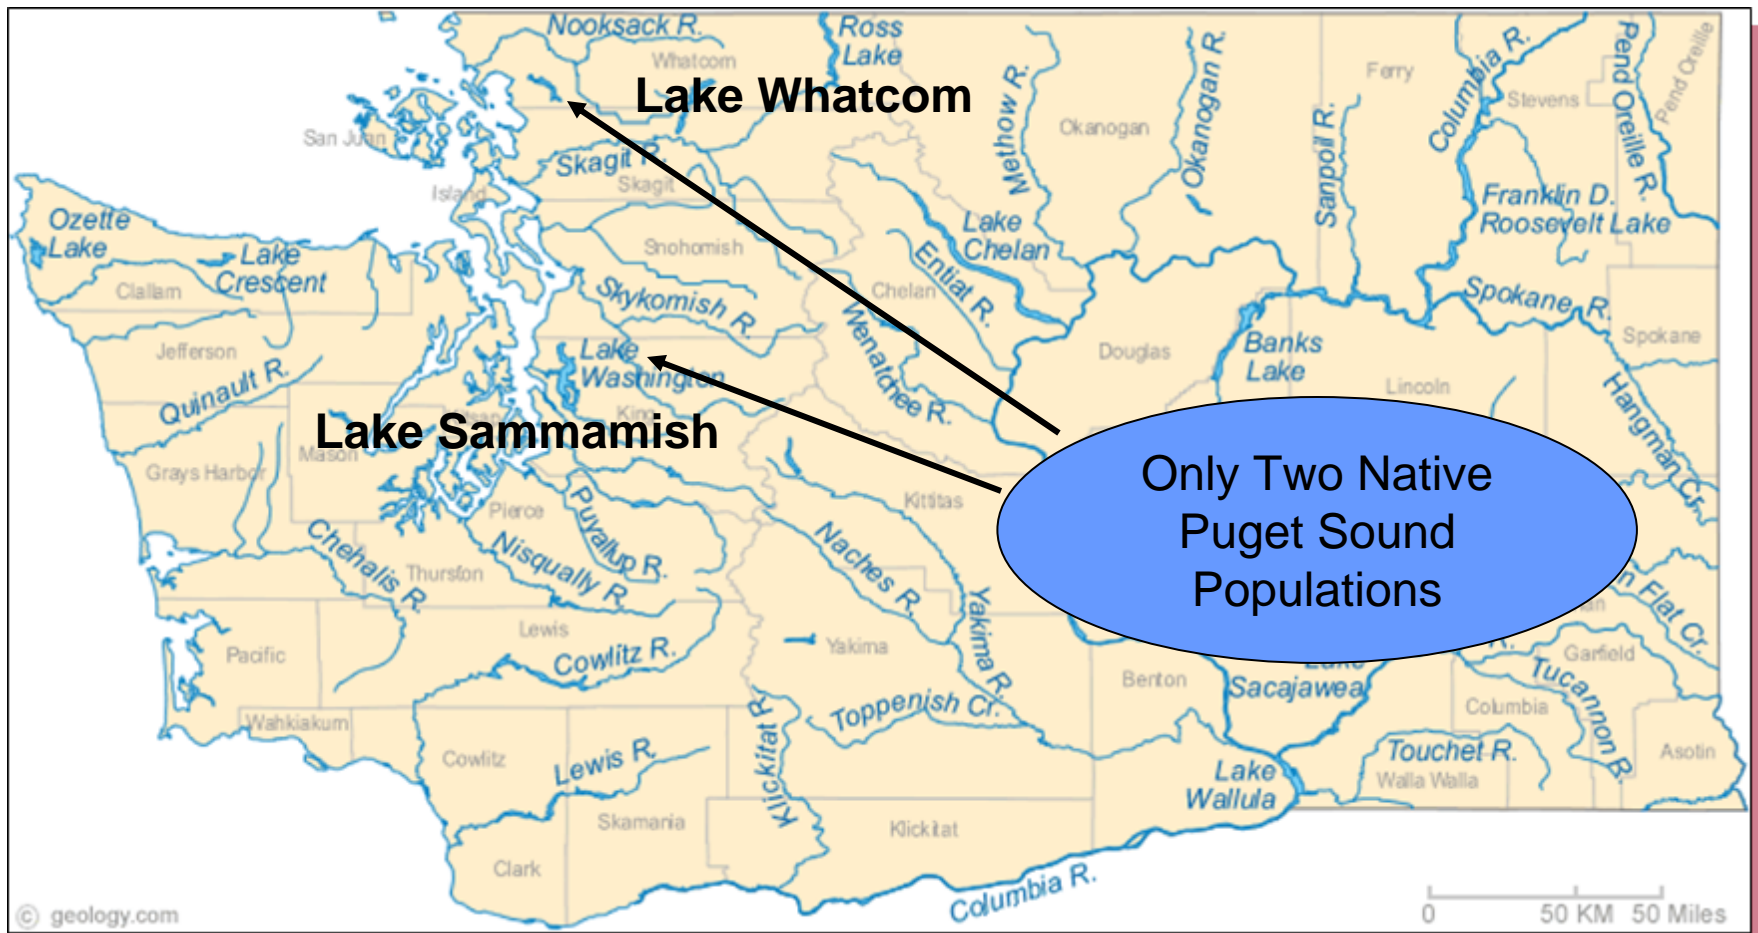 Nooksack R.
Ross
Lake
Whatcom
Lake Whatcom
San Juan
Skagit R.
Skagit
Island
Methow R.
Okanogan
Okanogan R.
Sanpoil R.
Ferry
Columbia R.
Stevens
Pend Oreille R.
Pend Oreille
Franklin D.
Roosevelt Lake
Ozette
Lake
Lake
Crescent
Clallam
Snohomish
Lake
Chelan
Chelan
Entiat R.
Skykomish R.
Wenatchee R.
Spokane R.
Spokane
Jefferson
Quinault R.
Lake
Washington
King
Kitsap
Douglas
Banks
Lake
Lincoln
Hangman Cr.
Lake Sammamish
Grays Harbor
Mason
Pierce
Puyallup R.
Kittitas
Only Two Native
Puget Sound
Populations
Chehalis R.
Thurston
Nisqually R.
Naches R.
Yakima R.
n Flat Cr.
Pacific
Lewis
Cowlitz R.
Yakima
Toppenish Cr.
Benton
Lake
Sacajawea
R.
Garfield
Tucannon R.
Columbia
Wahkiakum
Cowlitz
Lewis R.
Klickitat R.
Touchet R.
Walla Walla
Asotin
Lake
Wallula
Skamania
Klickitat
Clark
Columbia R.
© geology.com
0 50 KM 50 Miles